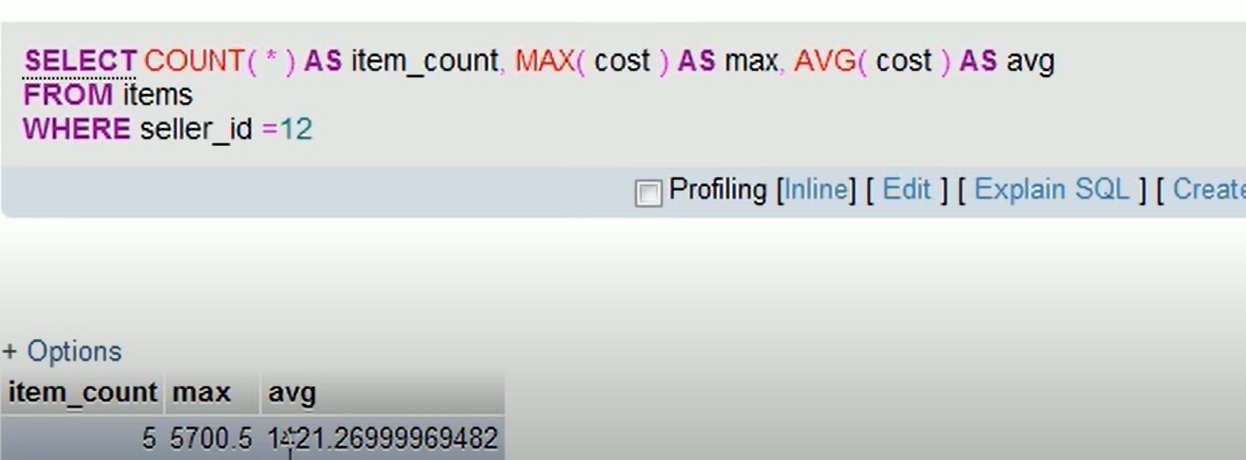 SELECT COUNT( * ) AS item_count, MAX( cost ) AS max, AVG( cost ) AS avg
FROM items
WHERE seller_id =12
Profiling [Inline] [ Edit ] [ Explain SQL ] [ Create
+ Options
item_count max avg
5 5700.5 1421.26999969482